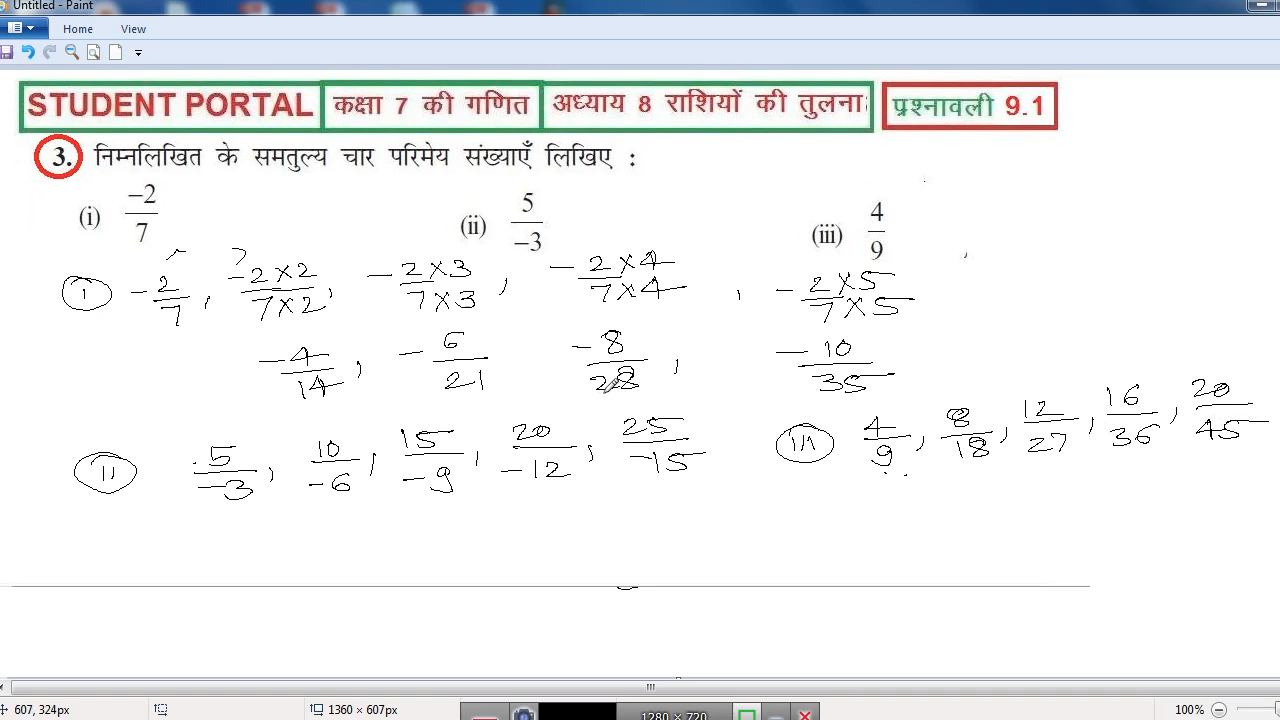 Untitled - Paint
Home View
STUDENT PORTAL कक्षा 7 की गणित अध्याय 8 राशियों की तुलना प्रश्नावली 9.1
3. निम्नलिखित के समतुल्य चार परिमेय संख्याएँ लिखिए :
(i) -2/7 (ii) 5/-3 (iii) 4/9
(i) -2/7, -2×2/7×2, -2×3/7×3, -2×4/7×4, -2×5/7×5
-4/14, -6/21 -8/28, -10/35
(ii) 5/-3, 10/-6, 15/-9, 20/-12, 25/-15 (iii) 4/9, 8/18, 12/27, 16/36, 20/45
607, 324px 1360 × 607px 1280 × 720 100%